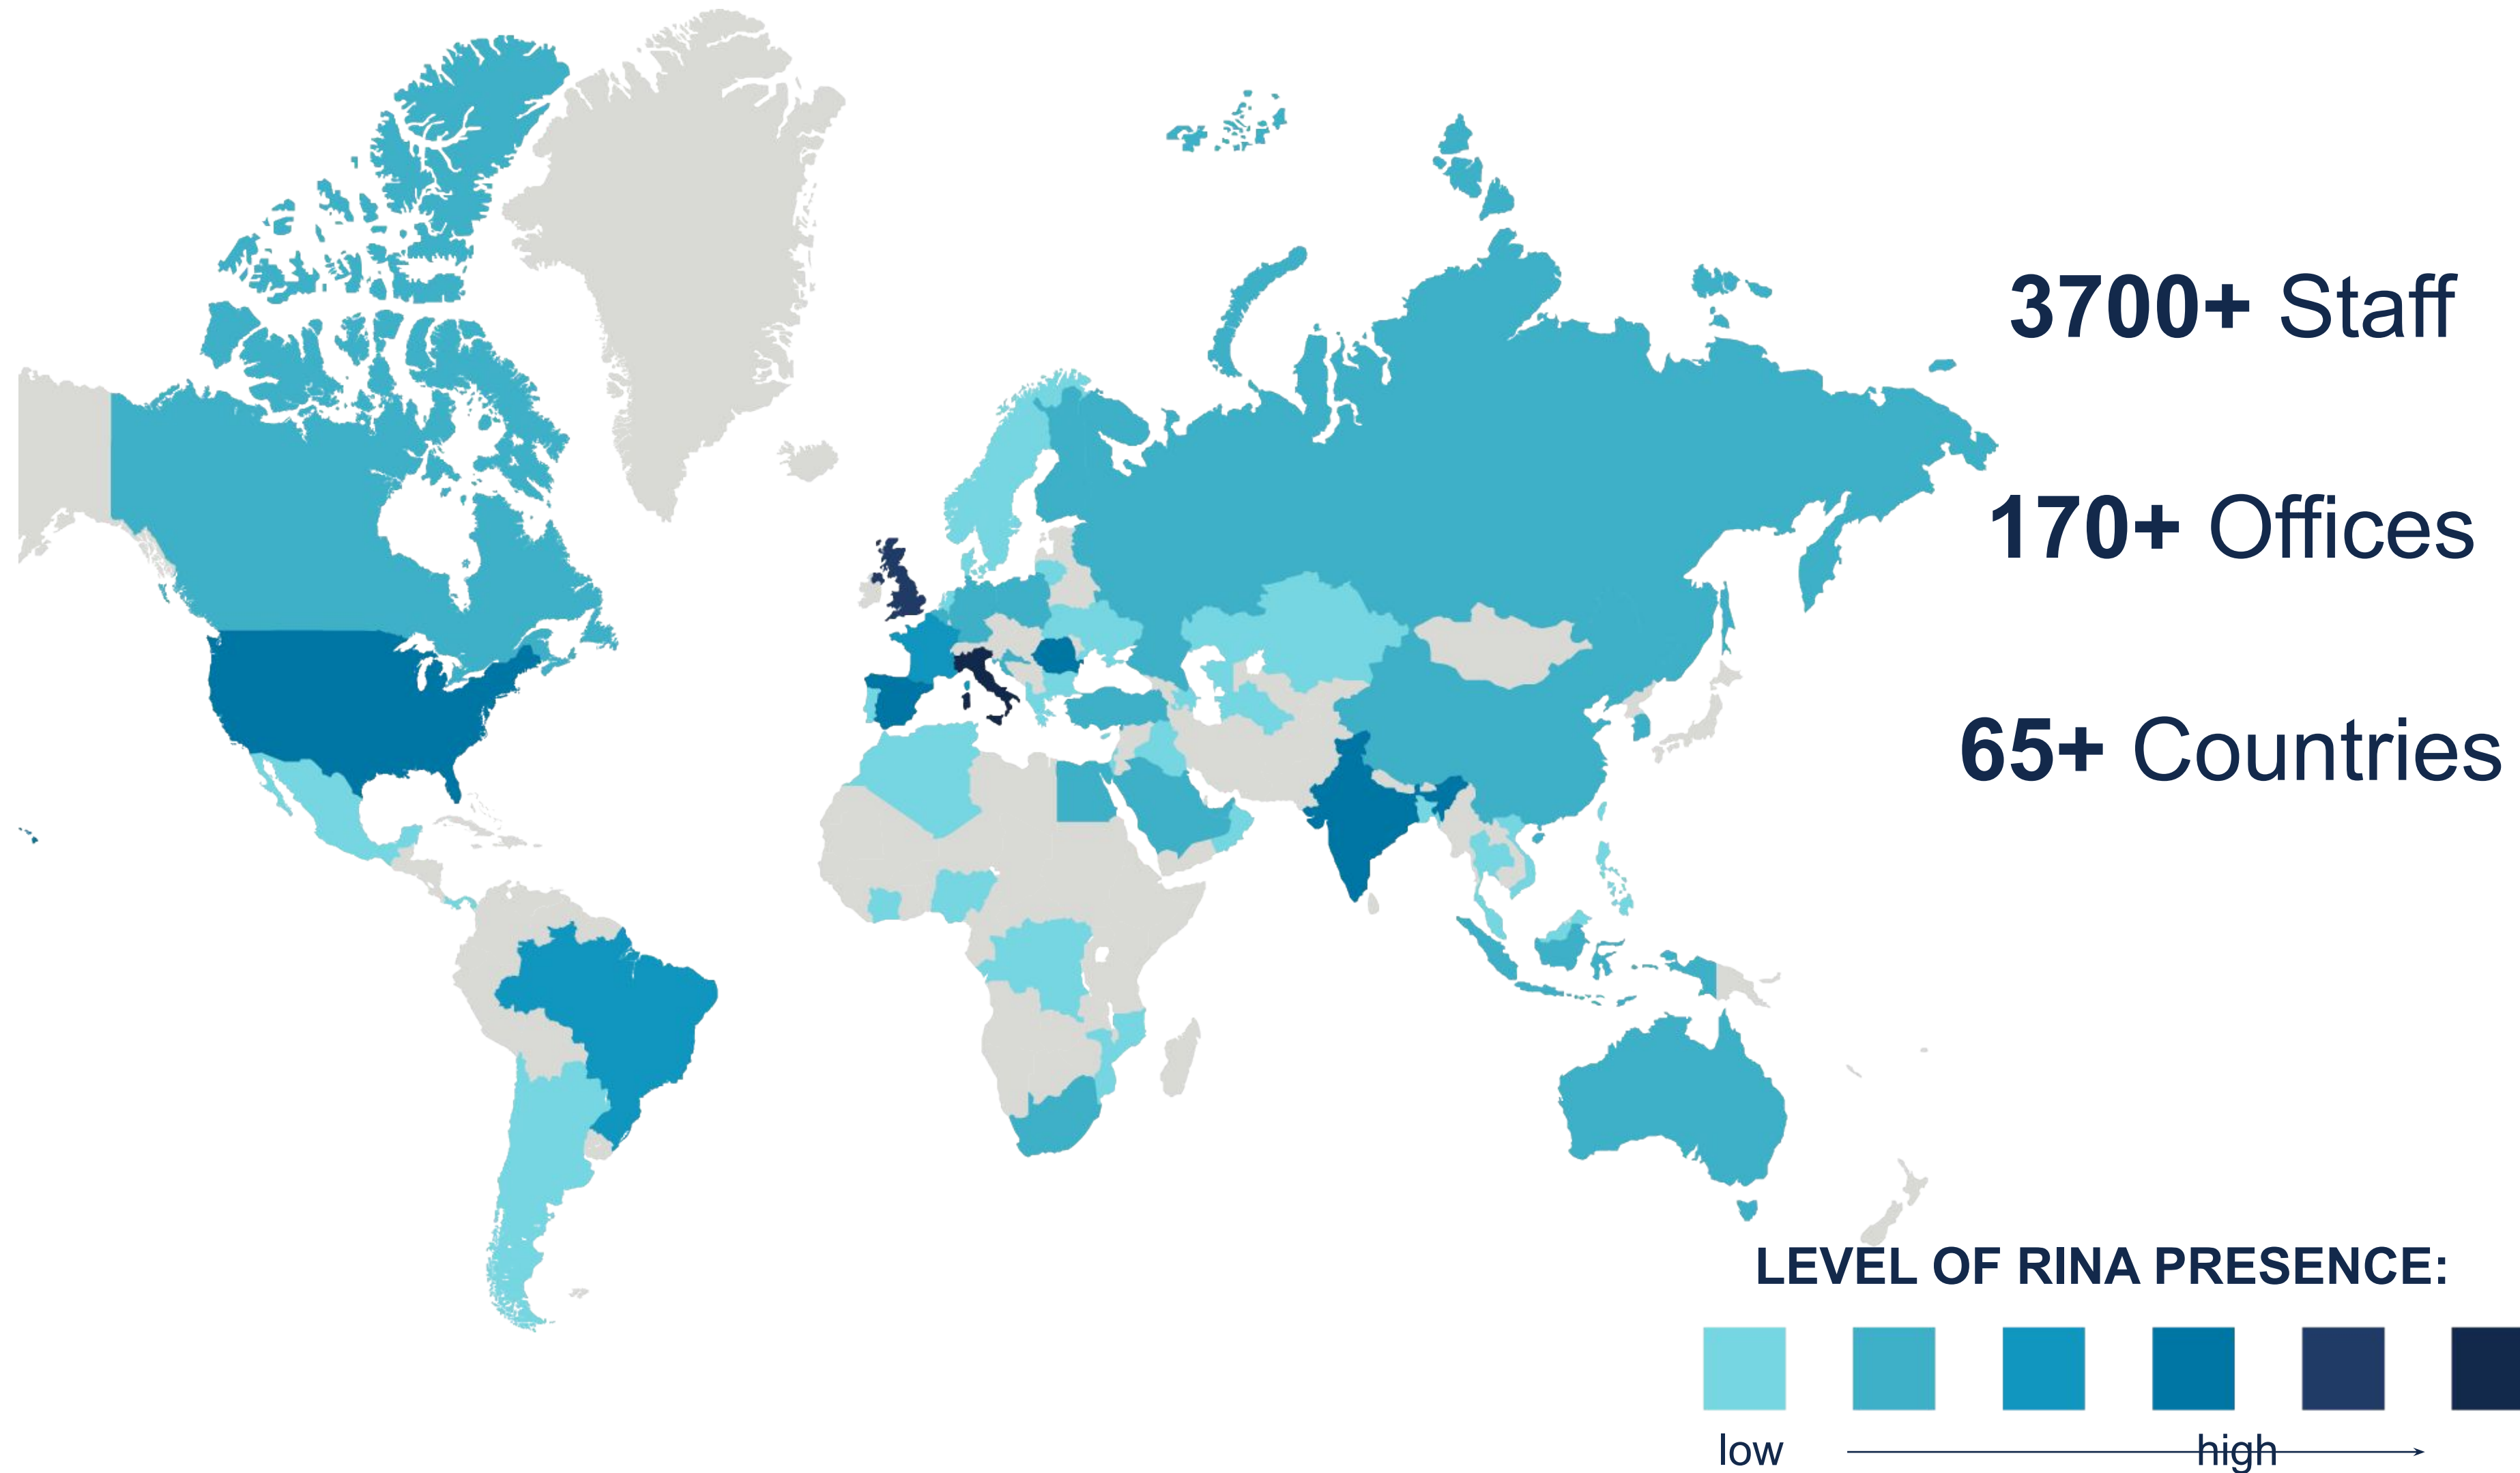 3700+ Staff
170+ Offices
65+ Countries
LEVEL OF RINA PRESENCE:
low high